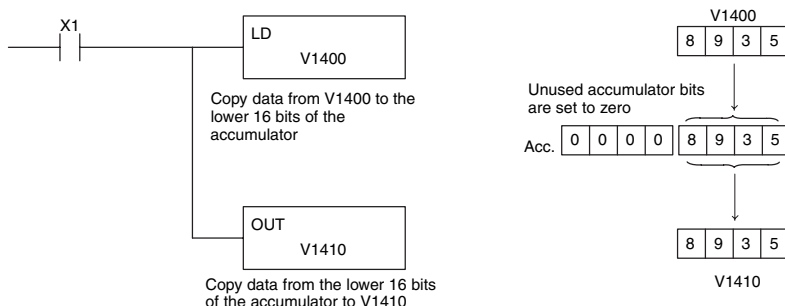 X1
LD
V1400
Copy data from V1400 to the
lower 16 bits of the
accumulator
OUT
V1410
Copy data from the lower 16 bits
of the accumulator to V1410
V1400
8 9 3 5
Unused accumulator bits
are set to zero
Acc. 0 0 0 0 8 9 3 5
8 9 3 5
V1410